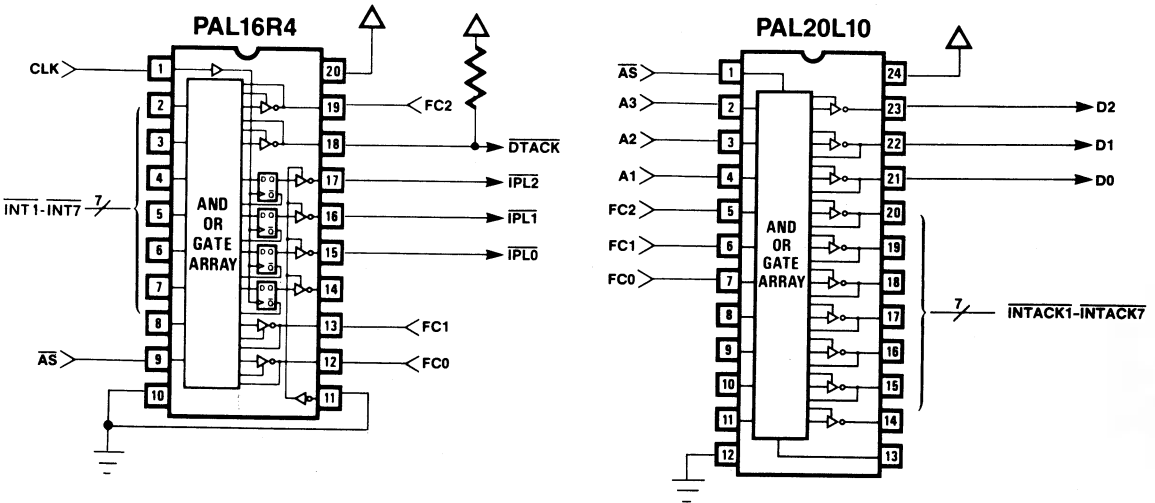 PAL16R4
CLK
1
20
2
19
FC2
3
18
DTACK
4
17
IPL2
INT1-INT7
7
5
16
IPL1
6
15
IPL0
7
14
8
13
FC1
AS
9
12
FC0
10
11
AND
OR
GATE
ARRAY
D Q
Q
D Q
Q
D Q
Q
D Q
Q
PAL20L10
AS
1
24
A3
2
23
D2
A2
3
22
D1
A1
4
21
D0
FC2
5
20
FC1
6
19
FC0
7
18
8
17
7
INTACK1-INTACK7
9
16
10
15
11
14
12
13
AND
OR
GATE
ARRAY